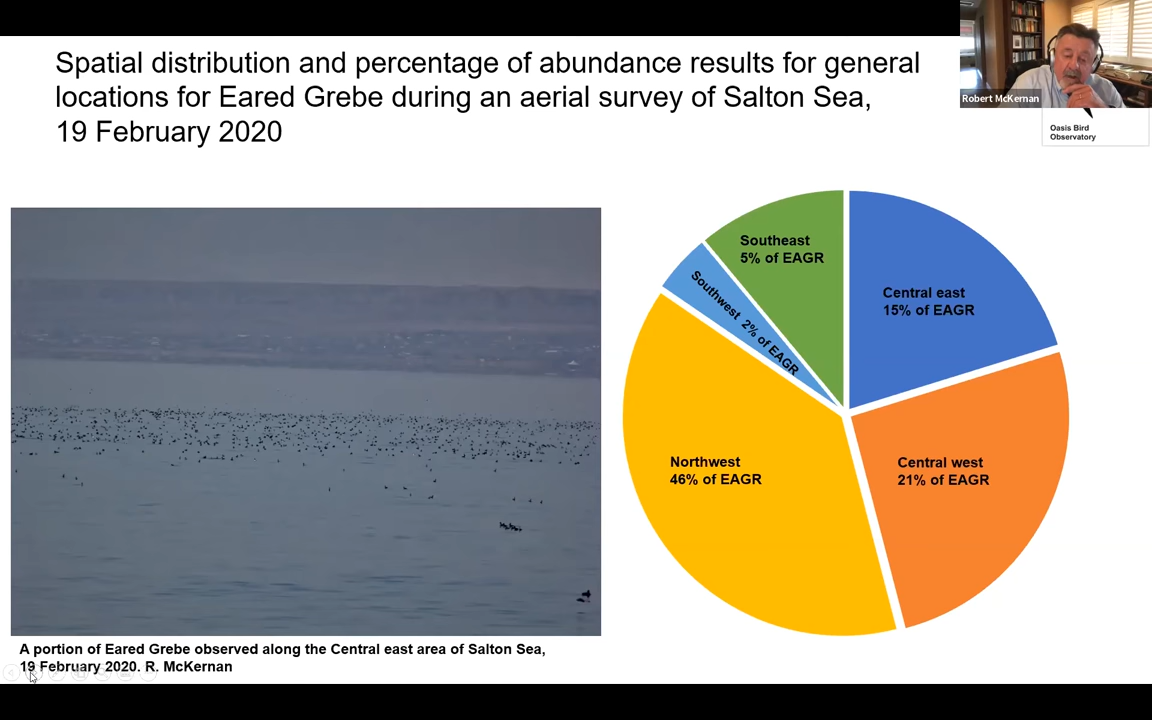 Spatial distribution and percentage of abundance results for general
locations for Eared Grebe during an aerial survey of Salton Sea,
19 February 2020
Robert McKernan
Oasis Bird
Observatory
Southeast
5% of EAGR
Southwest 2% of EAGR
Central east
15% of EAGR
Northwest
46% of EAGR
Central west
21% of EAGR
A portion of Eared Grebe observed along the Central east area of Salton Sea,
19 February 2020. R. McKernan